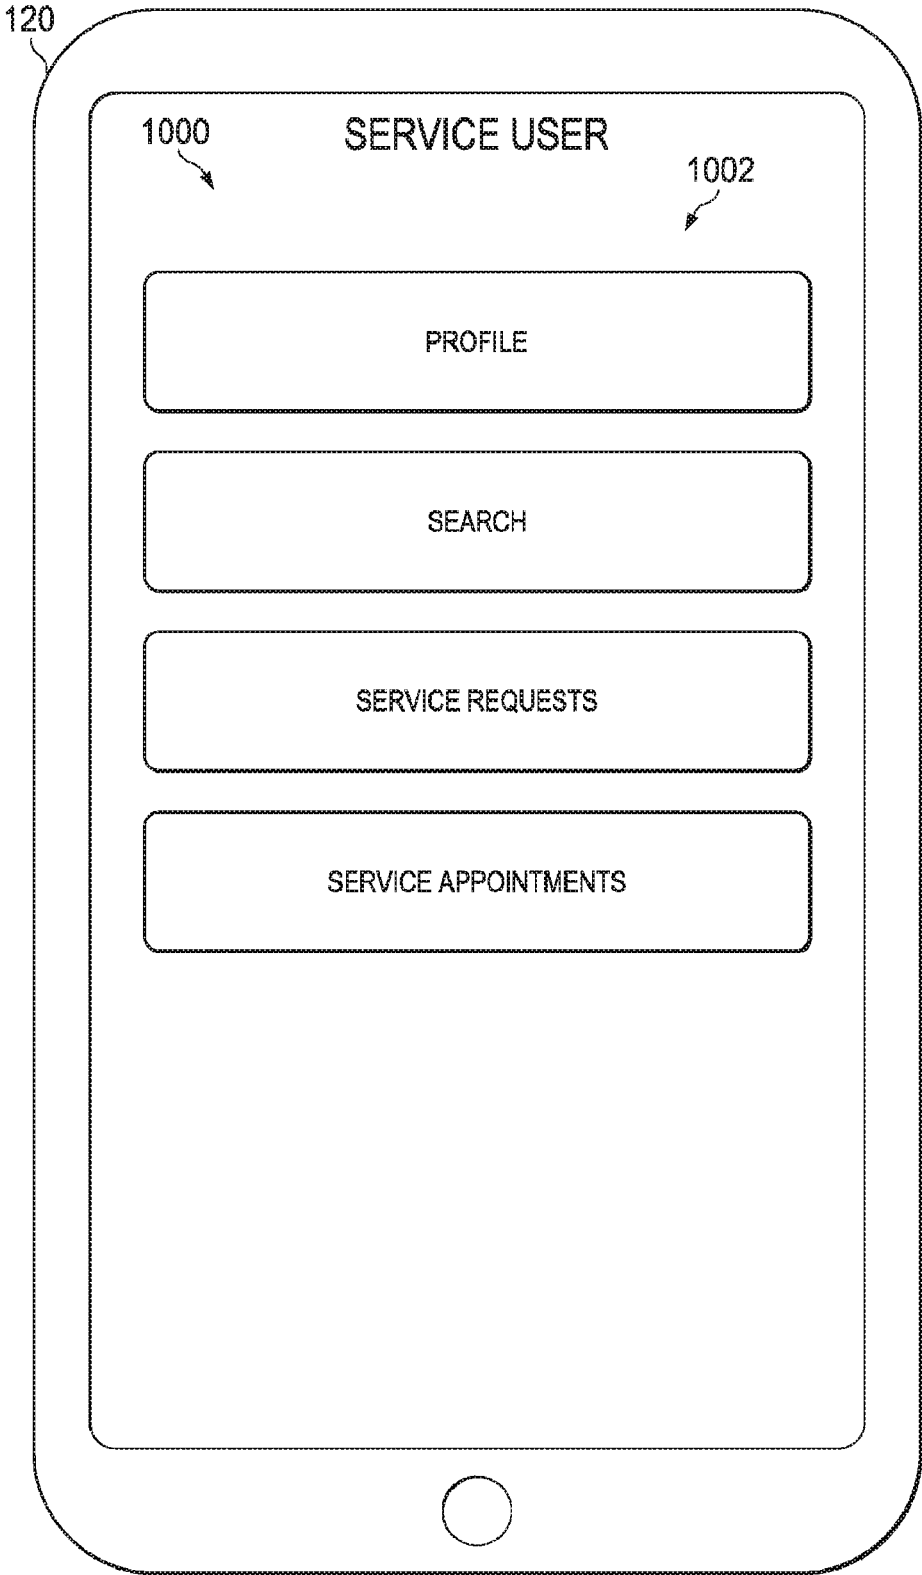 120
1000
SERVICE USER
1002
PROFILE
SEARCH
SERVICE REQUESTS
SERVICE APPOINTMENTS